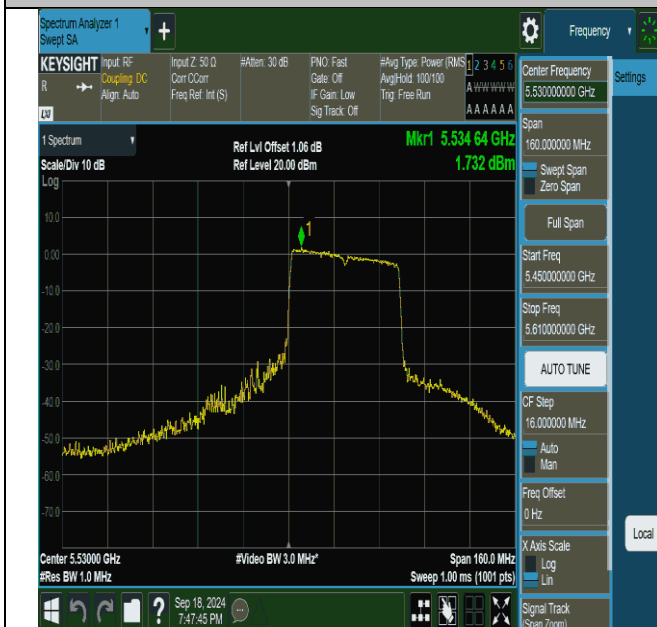 Spectrum Analyzer 1
Swept SA
+
Frequency
KEYSIGHT
R
LXI
Input: RF
Coupling: DC
Align: Auto
Input Z: 50 Ω
Corr CCorr
Freq Ref: Int (S)
#Atten: 30 dB
PNO: Fast
Gate: Off
IF Gain: Low
Sig Track: Off
#Avg Type: Power (RMS
Avg|Hold: 100/100
Trig: Free Run
1 2 3 4 5 6
A W W W W W
A A A A A A
1 Spectrum
Scale/Div 10 dB
Log
Ref Lvl Offset 1.06 dB
Ref Level 20.00 dBm
Mkr1 5.534 64 GHz
1.732 dBm
1
10.0
0.00
-10.0
-20.0
-30.0
-40.0
-50.0
-60.0
-70.0
Center 5.53000 GHz
#Res BW 1.0 MHz
#Video BW 3.0 MHz*
Span 160.0 MHz
Sweep 1.00 ms (1001 pts)
Center Frequency
5.530000000 GHz
Span
160.000000 MHz
Swept Span
Zero Span
Full Span
Start Freq
5.450000000 GHz
Stop Freq
5.610000000 GHz
AUTO TUNE
CF Step
16.000000 MHz
Auto
Man
Freq Offset
0 Hz
X Axis Scale
Log
Lin
Signal Track
(Span Zoom)
Settings
Local
?
Sep 18, 2024
7:47:45 PM